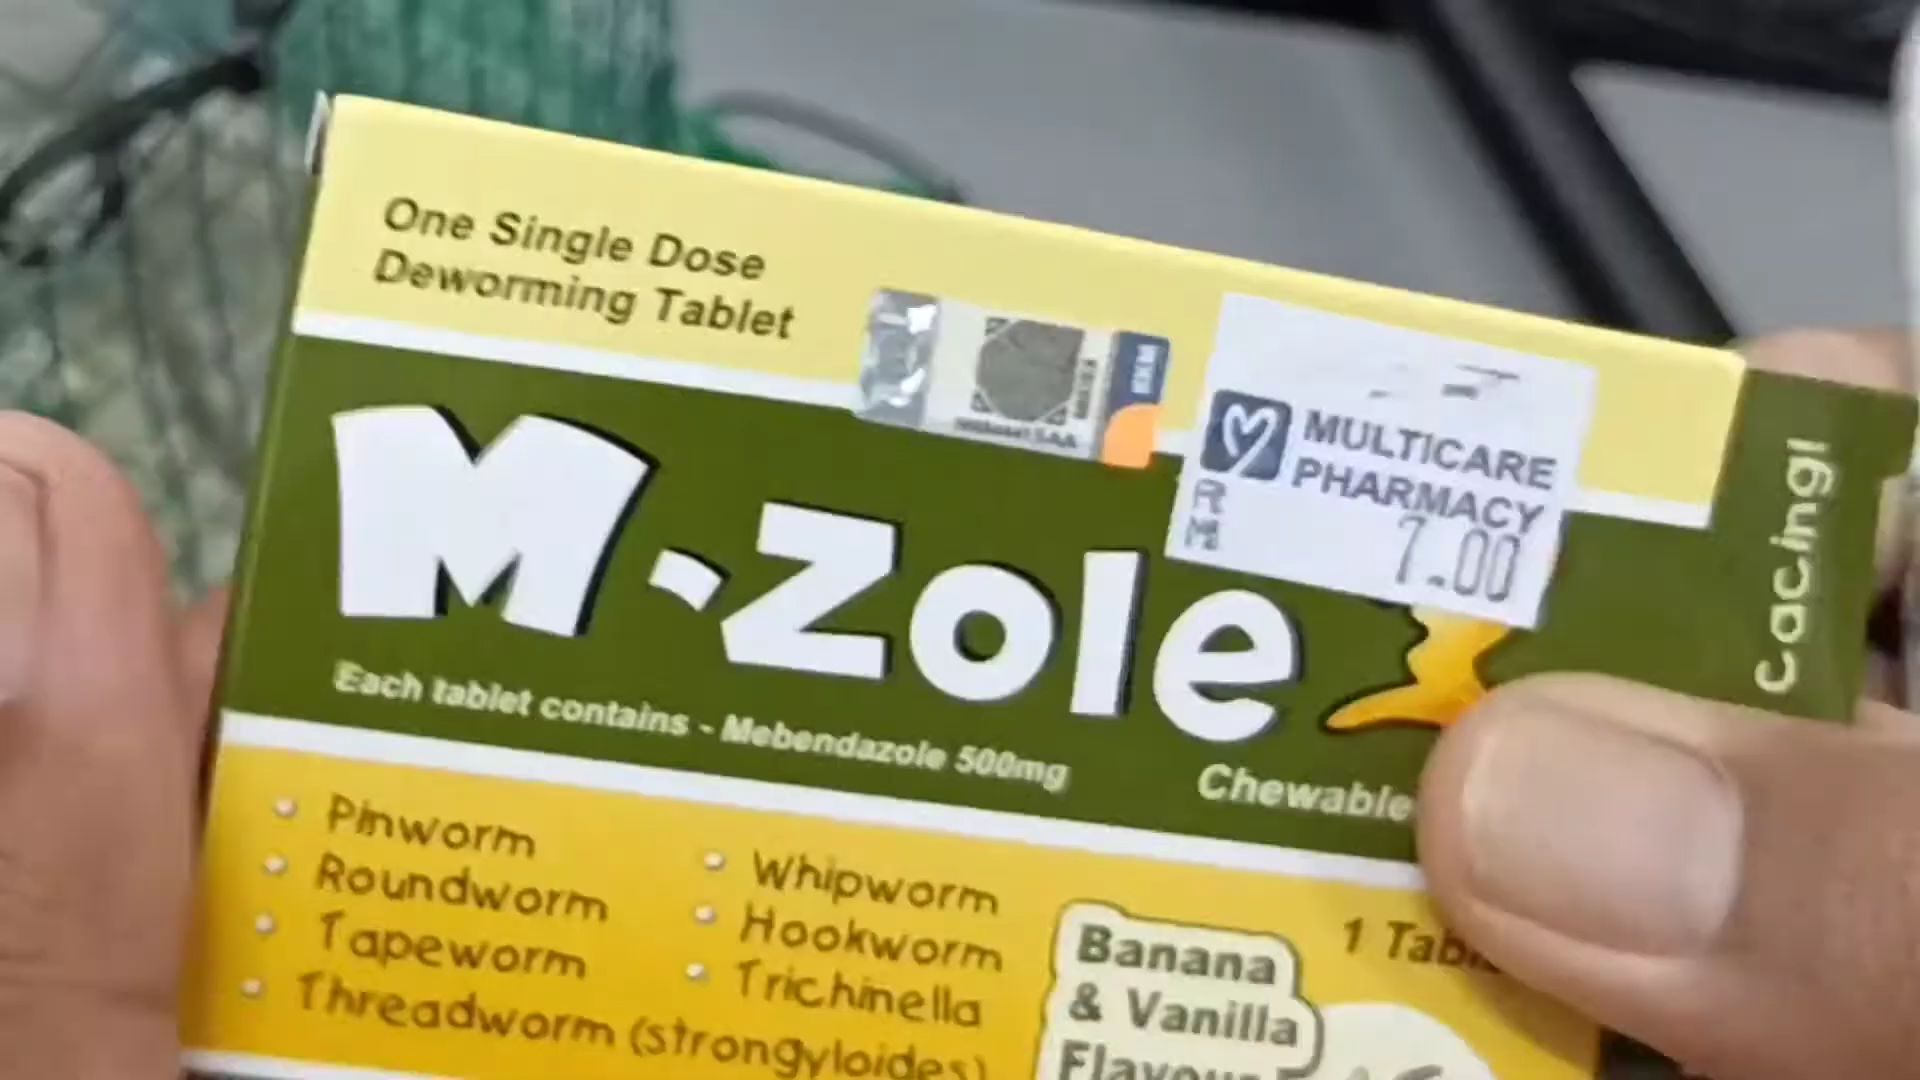 One Single Dose
Deworming Tablet
MULTICARE
PHARMACY
RM 7.00
M-Zole
Each tablet contains - Mebendazole 500mg
Chewable
Cacing!
Pinworm
Roundworm
Tapeworm
Threadworm (strongyloides)
Whipworm
Hookworm
Trichinella
Banana
& Vanilla
1